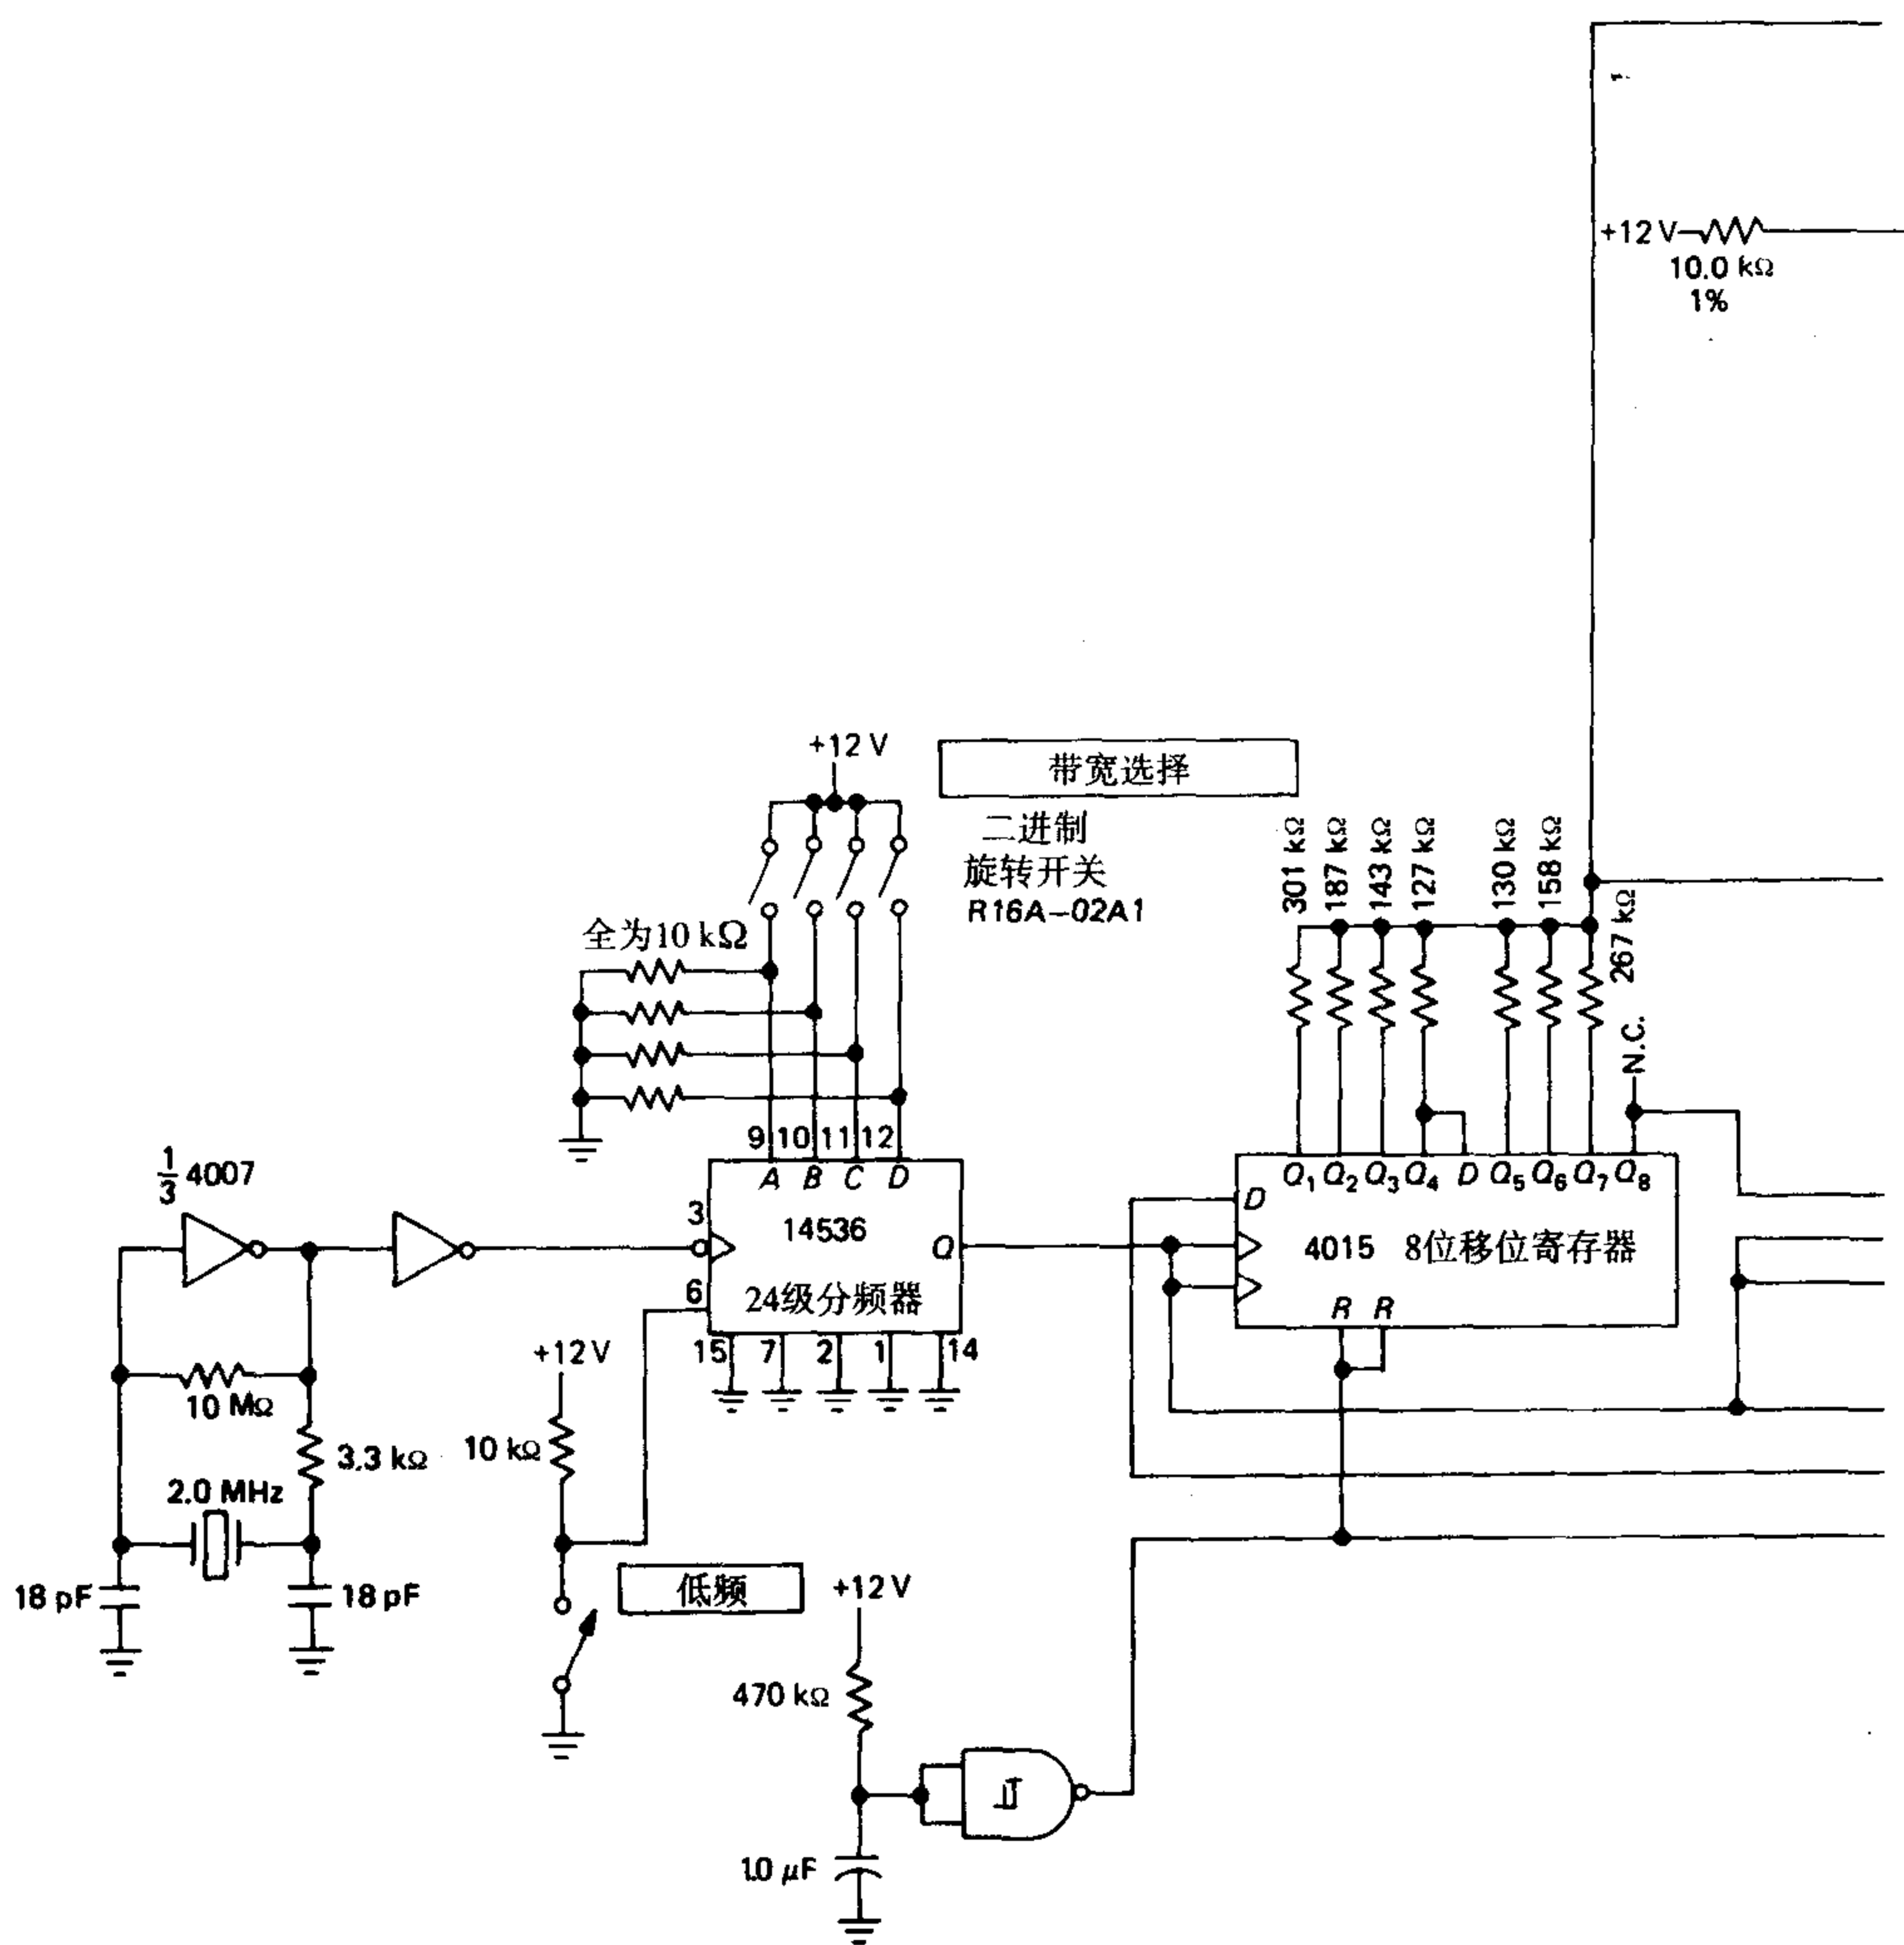 +12 V
10.0 kΩ
1%
+12 V
带宽选择
二进制
旋转开关
R16A-02A1
全为10 kΩ
301 kΩ
187 kΩ
143 kΩ
127 kΩ
130 kΩ
158 kΩ
267 kΩ
N.C.
1/3 4007
9 10 11 12
A B C D
3
14536
Q
6
24级分频器
15 7 2 1 14
Q1 Q2 Q3 Q4 D Q5 Q6 Q7 Q8
D
4015 8位移位寄存器
R R
10 MΩ
3.3 kΩ
2.0 MHz
18 pF
18 pF
+12 V
10 kΩ
低频
+12 V
470 kΩ
1.0 μF